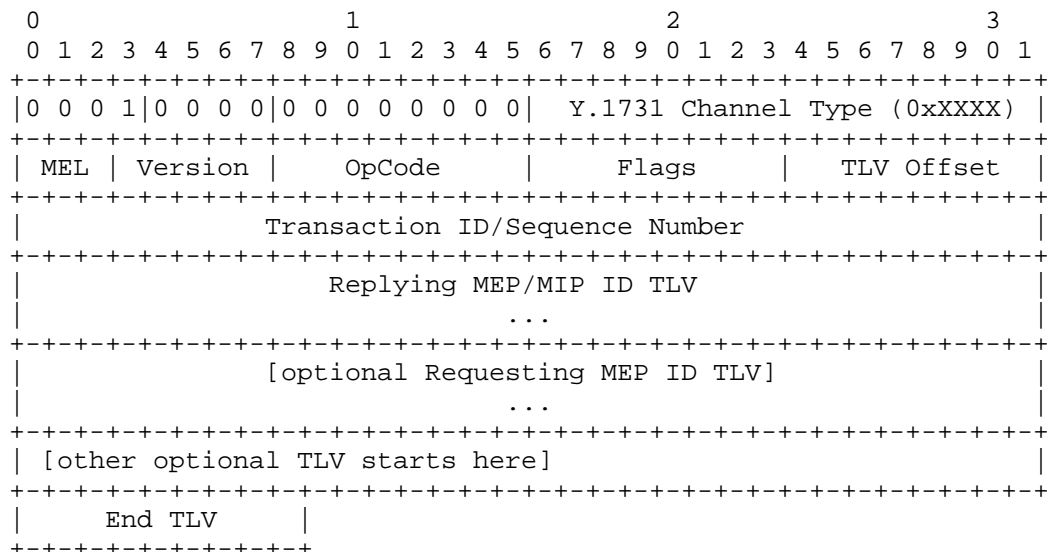 0                   1                   2                   3
0 1 2 3 4 5 6 7 8 9 0 1 2 3 4 5 6 7 8 9 0 1 2 3 4 5 6 7 8 9 0 1
+-+-+-+-+-+-+-+-+-+-+-+-+-+-+-+-+-+-+-+-+-+-+-+-+-+-+-+-+-+-+-+-+
|0 0 0 1|0 0 0 0|0 0 0 0 0 0 0 0|  Y.1731 Channel Type (0xXXXX) |
+-+-+-+-+-+-+-+-+-+-+-+-+-+-+-+-+-+-+-+-+-+-+-+-+-+-+-+-+-+-+-+-+
| MEL | Version |    OpCode     |     Flags     |   TLV Offset  |
+-+-+-+-+-+-+-+-+-+-+-+-+-+-+-+-+-+-+-+-+-+-+-+-+-+-+-+-+-+-+-+-+
|               Transaction ID/Sequence Number                  |
+-+-+-+-+-+-+-+-+-+-+-+-+-+-+-+-+-+-+-+-+-+-+-+-+-+-+-+-+-+-+-+-+
|                   Replying MEP/MIP ID TLV                     |
|                              ...                              |
+-+-+-+-+-+-+-+-+-+-+-+-+-+-+-+-+-+-+-+-+-+-+-+-+-+-+-+-+-+-+-+-+
|               [optional Requesting MEP ID TLV]                |
|                              ...                              |
+-+-+-+-+-+-+-+-+-+-+-+-+-+-+-+-+-+-+-+-+-+-+-+-+-+-+-+-+-+-+-+-+
| [other optional TLV starts here]                              |
+-+-+-+-+-+-+-+-+-+-+-+-+-+-+-+-+-+-+-+-+-+-+-+-+-+-+-+-+-+-+-+-+
|     End TLV     |
+-+-+-+-+-+-+-+-+-+